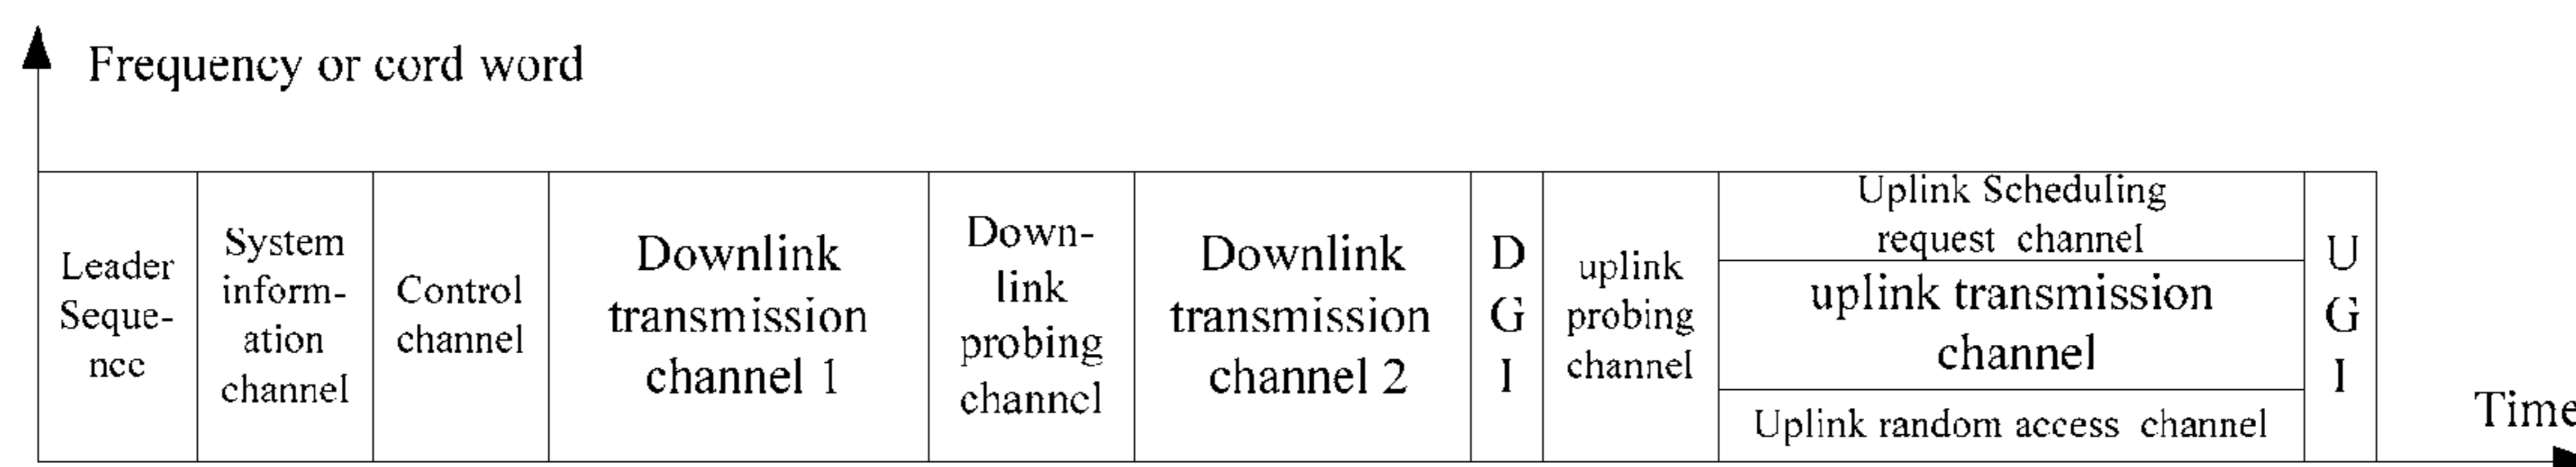 Frequency or cord word
Leader
Seque-
nce
System
inform-
ation
channel
Control
channel
Downlink
transmission
channel 1
Down-
link
probing
channel
Downlink
transmission
channel 2
D
G
I
uplink
probing
channel
Uplink Scheduling
request channel
uplink transmission
channel
Uplink random access channel
U
G
I
Time